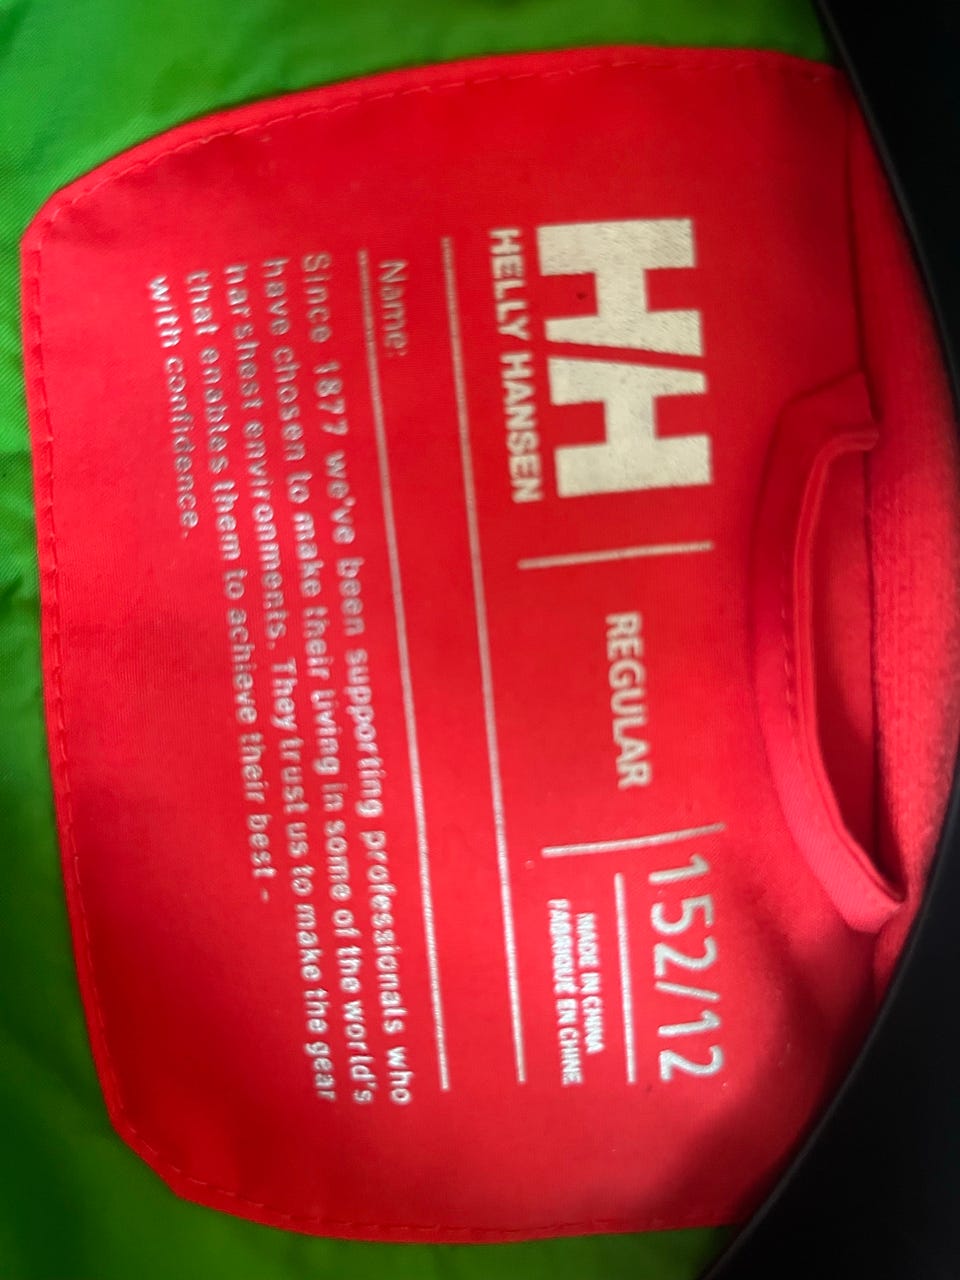 HH
HELLY HANSEN
REGULAR
152/12
MADE IN CHINA
FABRIQUÉ EN CHINE
Name:
Since 1877 we've been supporting professionals who
have chosen to make their living in some of the world's
harshest environments. They trust us to make the gear
that enables them to achieve their best -
with confidence.